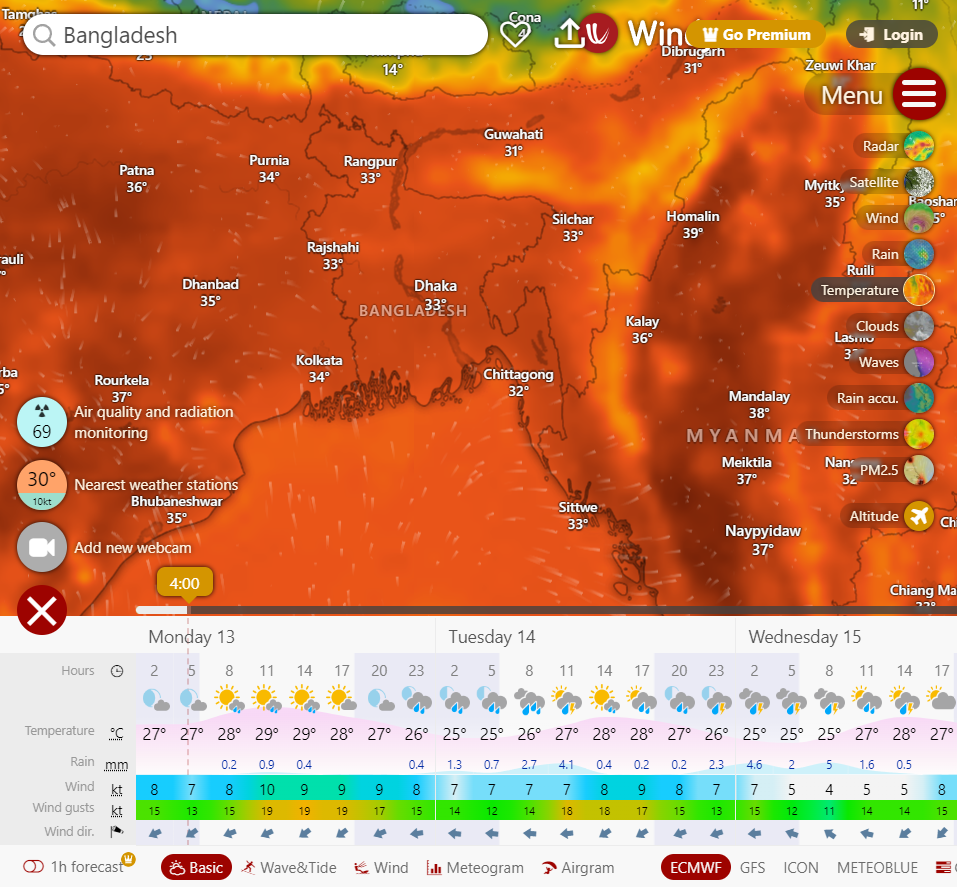 Tamghas
NEPAL
Cona
11°
Bangladesh
4
Win
Go Premium
Login
23°
14°
Dibrugarh
31°
Zeuwi Khar
Menu
Guwahati
31°
Radar
Patna
36°
Purnia
34°
Rangpur
33°
Myitk
35°
Satellite
Baoshan
5°
Silchar
33°
Homalin
39°
Wind
Rajshahi
33°
Rain
Ruili
rauli
Dhanbad
35°
Dhaka
33°
BANGLADESH
Temperature
Kalay
36°
Clouds
Lashio
Kolkata
34°
Waves
rba
5°
Rourkela
37°
Chittagong
32°
Mandalay
38°
Rain accu.
69
Air quality and radiation
monitoring
MYANMA
Thunderstorms
Meiktila
37°
Nan
32
PM2.5
30°
10kt
Nearest weather stations
Bhubaneshwar
35°
Sittwe
33°
Altitude
Ch
Naypyidaw
37°
Add new webcam
4:00
Chiang Ma
33°
Monday 13 Tuesday 14 Wednesday 15
Hours 2 5 8 11 14 17 20 23 2 5 8 11 14 17 20 23 2 5 8 11 14 17
Temperature °C 27° 27° 28° 29° 29° 28° 27° 26° 25° 25° 26° 27° 28° 28° 27° 26° 25° 25° 25° 27° 28° 27°
Rain mm 0.2 0.9 0.4 0.4 1.3 0.7 2.7 4.1 0.4 0.2 0.2 2.3 4.6 2 5 1.6 0.5
Wind kt 8 7 8 10 9 9 9 8 7 7 7 7 8 9 8 7 7 5 4 5 5 8
Wind gusts kt 15 13 15 19 19 19 17 15 14 12 14 18 18 17 15 13 15 12 11 14 14 15
Wind dir.
1h forecast Basic Wave&Tide Wind Meteogram Airgram ECMWF GFS ICON METEOBLUE